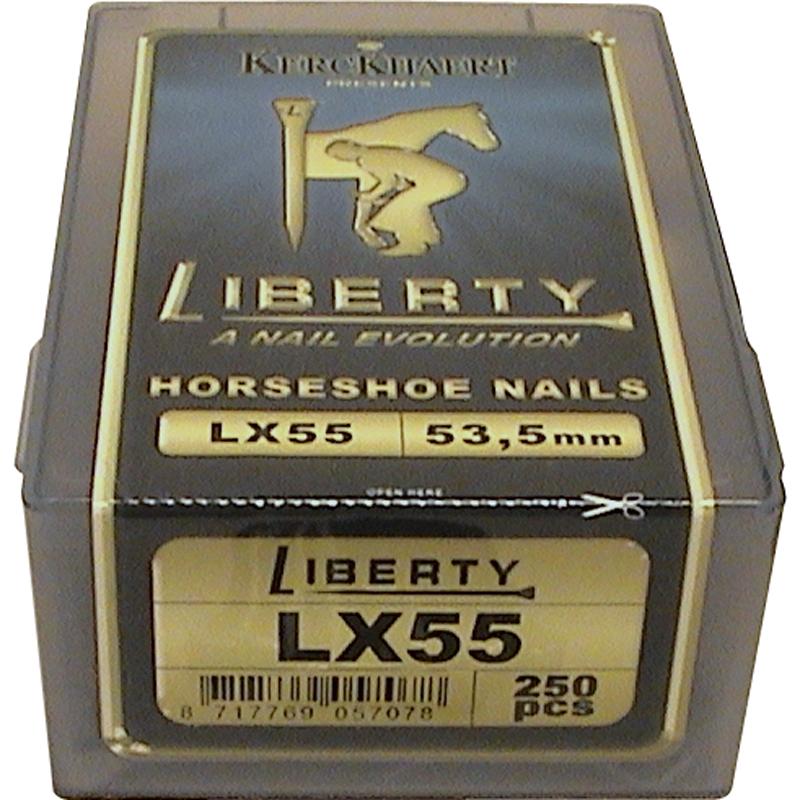 KERCKHAERT
PRESENTS
L
LIBERTY
A NAIL EVOLUTION
HORSESHOE NAILS
LX55 53,5mm
OPEN HERE
LIBERTY
LX55
250
pcs
8 717769 057078